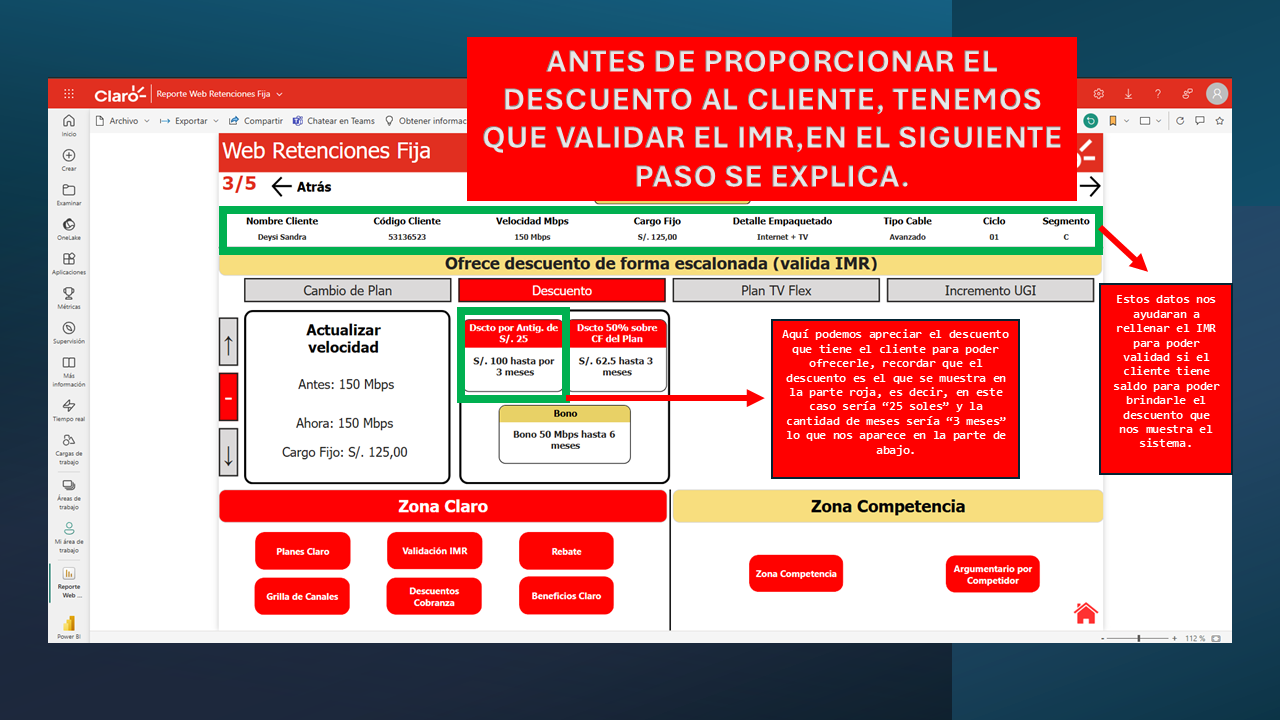 ANTES DE PROPORCIONAR EL
DESCUENTO AL CLIENTE, TENEMOS
QUE VALIDAR EL IMR,EN EL SIGUIENTE
PASO SE EXPLICA.
Claro
Reporte Web Retenciones Fija
Archivo
Exportar
Compartir
Chatear en Teams
Obtener informac
Inicio
Crear
Examinar
OneLake
Aplicaciones
Métricas
Supervisión
Más
información
Tiempo real
Cargas de
trabajo
Áreas de
trabajo
Mi área de
trabajo
Reporte
Web ...
Power BI
Web Retenciones Fija
3/5
Atrás
Nombre Cliente Código Cliente Velocidad Mbps Cargo Fijo Detalle Empaquetado Tipo Cable Ciclo Segmento
Deysi Sandra 53136523 150 Mbps S/. 125,00 Internet + TV Avanzado 01 C
Ofrece descuento de forma escalonada (valida IMR)
Cambio de Plan Descuento Plan TV Flex Incremento UGI
Actualizar
velocidad
Antes: 150 Mbps
Ahora: 150 Mbps
Cargo Fijo: S/. 125,00
-
Dscto por Antig. de
S/. 25
S/. 100 hasta por
3 meses
Dscto 50% sobre
CF del Plan
S/. 62.5 hasta 3
meses
Bono
Bono 50 Mbps hasta 6
meses
Aquí podemos apreciar el descuento
que tiene el cliente para poder
ofrecerle, recordar que el
descuento es el que se muestra en
la parte roja, es decir, en este
caso sería “25 soles” y la
cantidad de meses sería “3 meses”
lo que nos aparece en la parte de
abajo.
Estos datos nos
ayudaran a
rellenar el IMR
para poder
validad si el
cliente tiene
saldo para poder
brindarle el
descuento que
nos muestra el
sistema.
Zona Claro
Planes Claro
Validación IMR
Rebate
Grilla de Canales
Descuentos
Cobranza
Beneficios Claro
Zona Competencia
Zona Competencia
Argumentario por
Competidor
- + 112 %